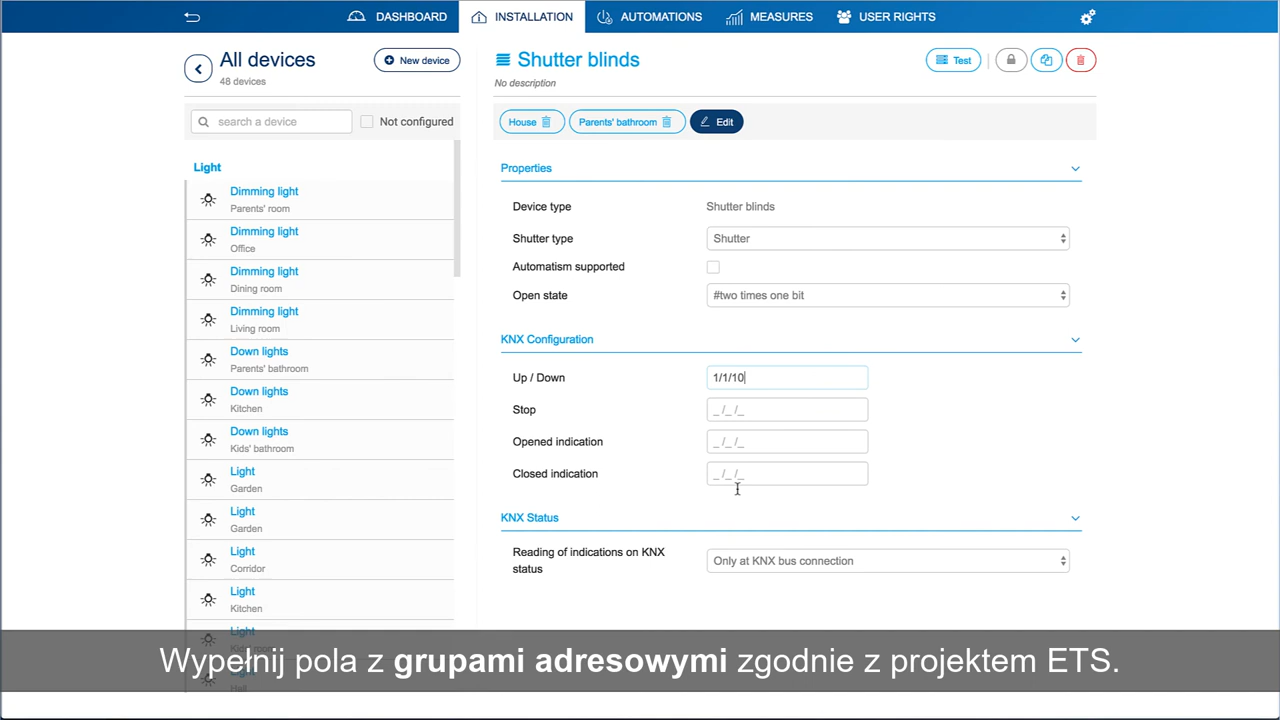 DASHBOARD
INSTALLATION
AUTOMATIONS
MEASURES
USER RIGHTS
All devices
48 devices
New device
search a device
Not configured
Light
Dimming light
Parents' room
Dimming light
Office
Dimming light
Dining room
Dimming light
Living room
Down lights
Parents' bathroom
Down lights
Kitchen
Down lights
Kids' bathroom
Light
Garden
Light
Garden
Light
Corridor
Light
Kitchen
Light
Hall
Shutter blinds
No description
Test
House
Parents' bathroom
Edit
Properties
Device type
Shutter blinds
Shutter type
Shutter
Automatism supported
Open state
#two times one bit
KNX Configuration
Up / Down
1/1/10
Stop
_ /_ /_
Opened indication
_ /_ /_
Closed indication
_ /_ /_
KNX Status
Reading of indications on KNX
status
Only at KNX bus connection
Wypełnij pola z grupami adresowymi zgodnie z projektem ETS.